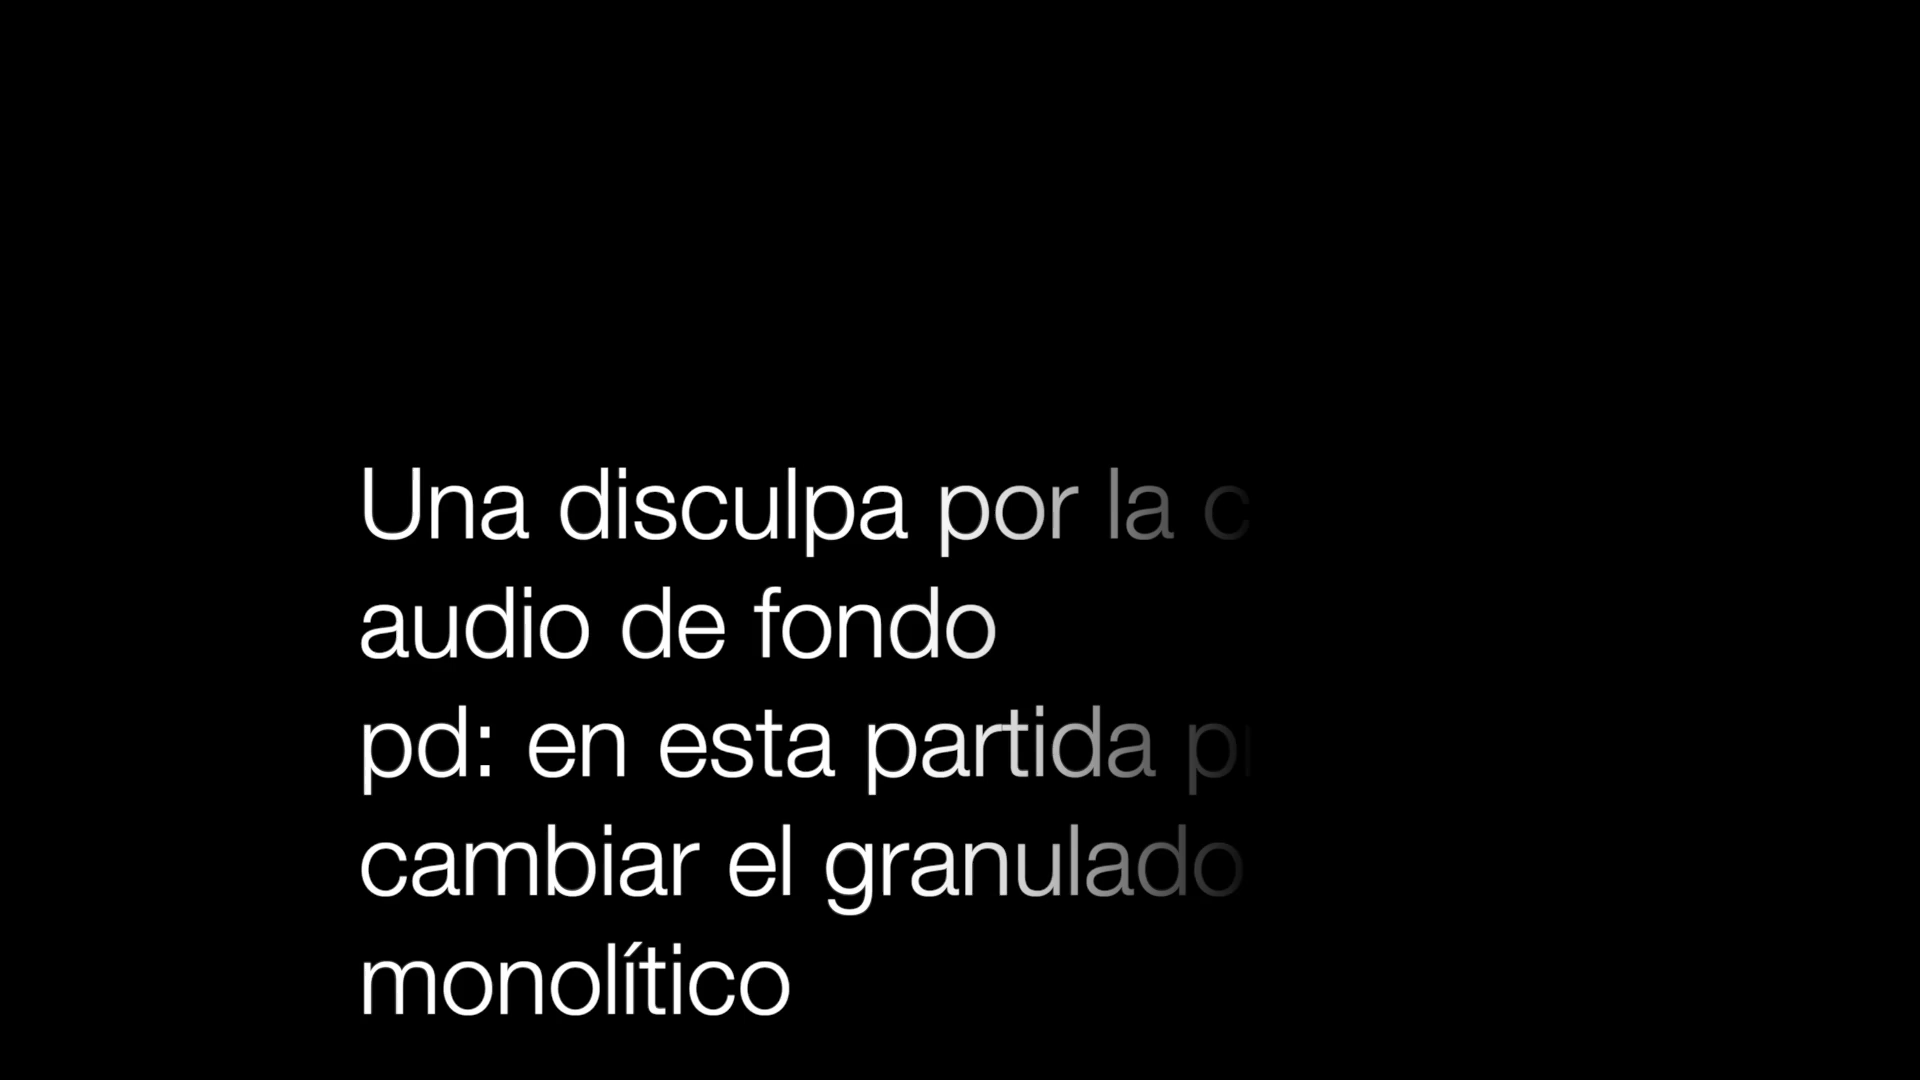 Una disculpa por la
audio de fondo
pd: en esta partida
cambiar el granulado
monolítico